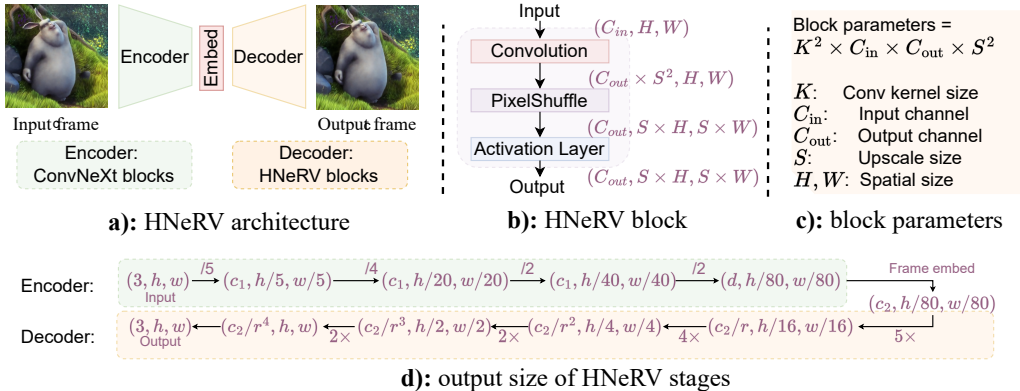 Encoder
Embed
Decoder
Input frame
Output frame
Encoder:
ConvNeXt blocks
Decoder:
HNeRV blocks
a): HNeRV architecture
Input
(C_in, H, W)
Convolution
(C_out × S², H, W)
PixelShuffle
(C_out, S × H, S × W)
Activation Layer
(C_out, S × H, S × W)
Output
b): HNeRV block
Block parameters =
K² × C_in × C_out × S²
K: Conv kernel size
C_in: Input channel
C_out: Output channel
S: Upscale size
H, W: Spatial size
c): block parameters
Encoder: (3, h, w) /5 (c₁, h/5, w/5) /4 (c₁, h/20, w/20) /2 (c₁, h/40, w/40) /2 (d, h/80, w/80) Frame embed
Input
(c₂, h/80, w/80)
Decoder: (3, h, w) (c₂/r⁴, h, w) 2× (c₂/r³, h/2, w/2) 2× (c₂/r², h/4, w/4) 4× (c₂/r, h/16, w/16) 5×
Output
d): output size of HNeRV stages